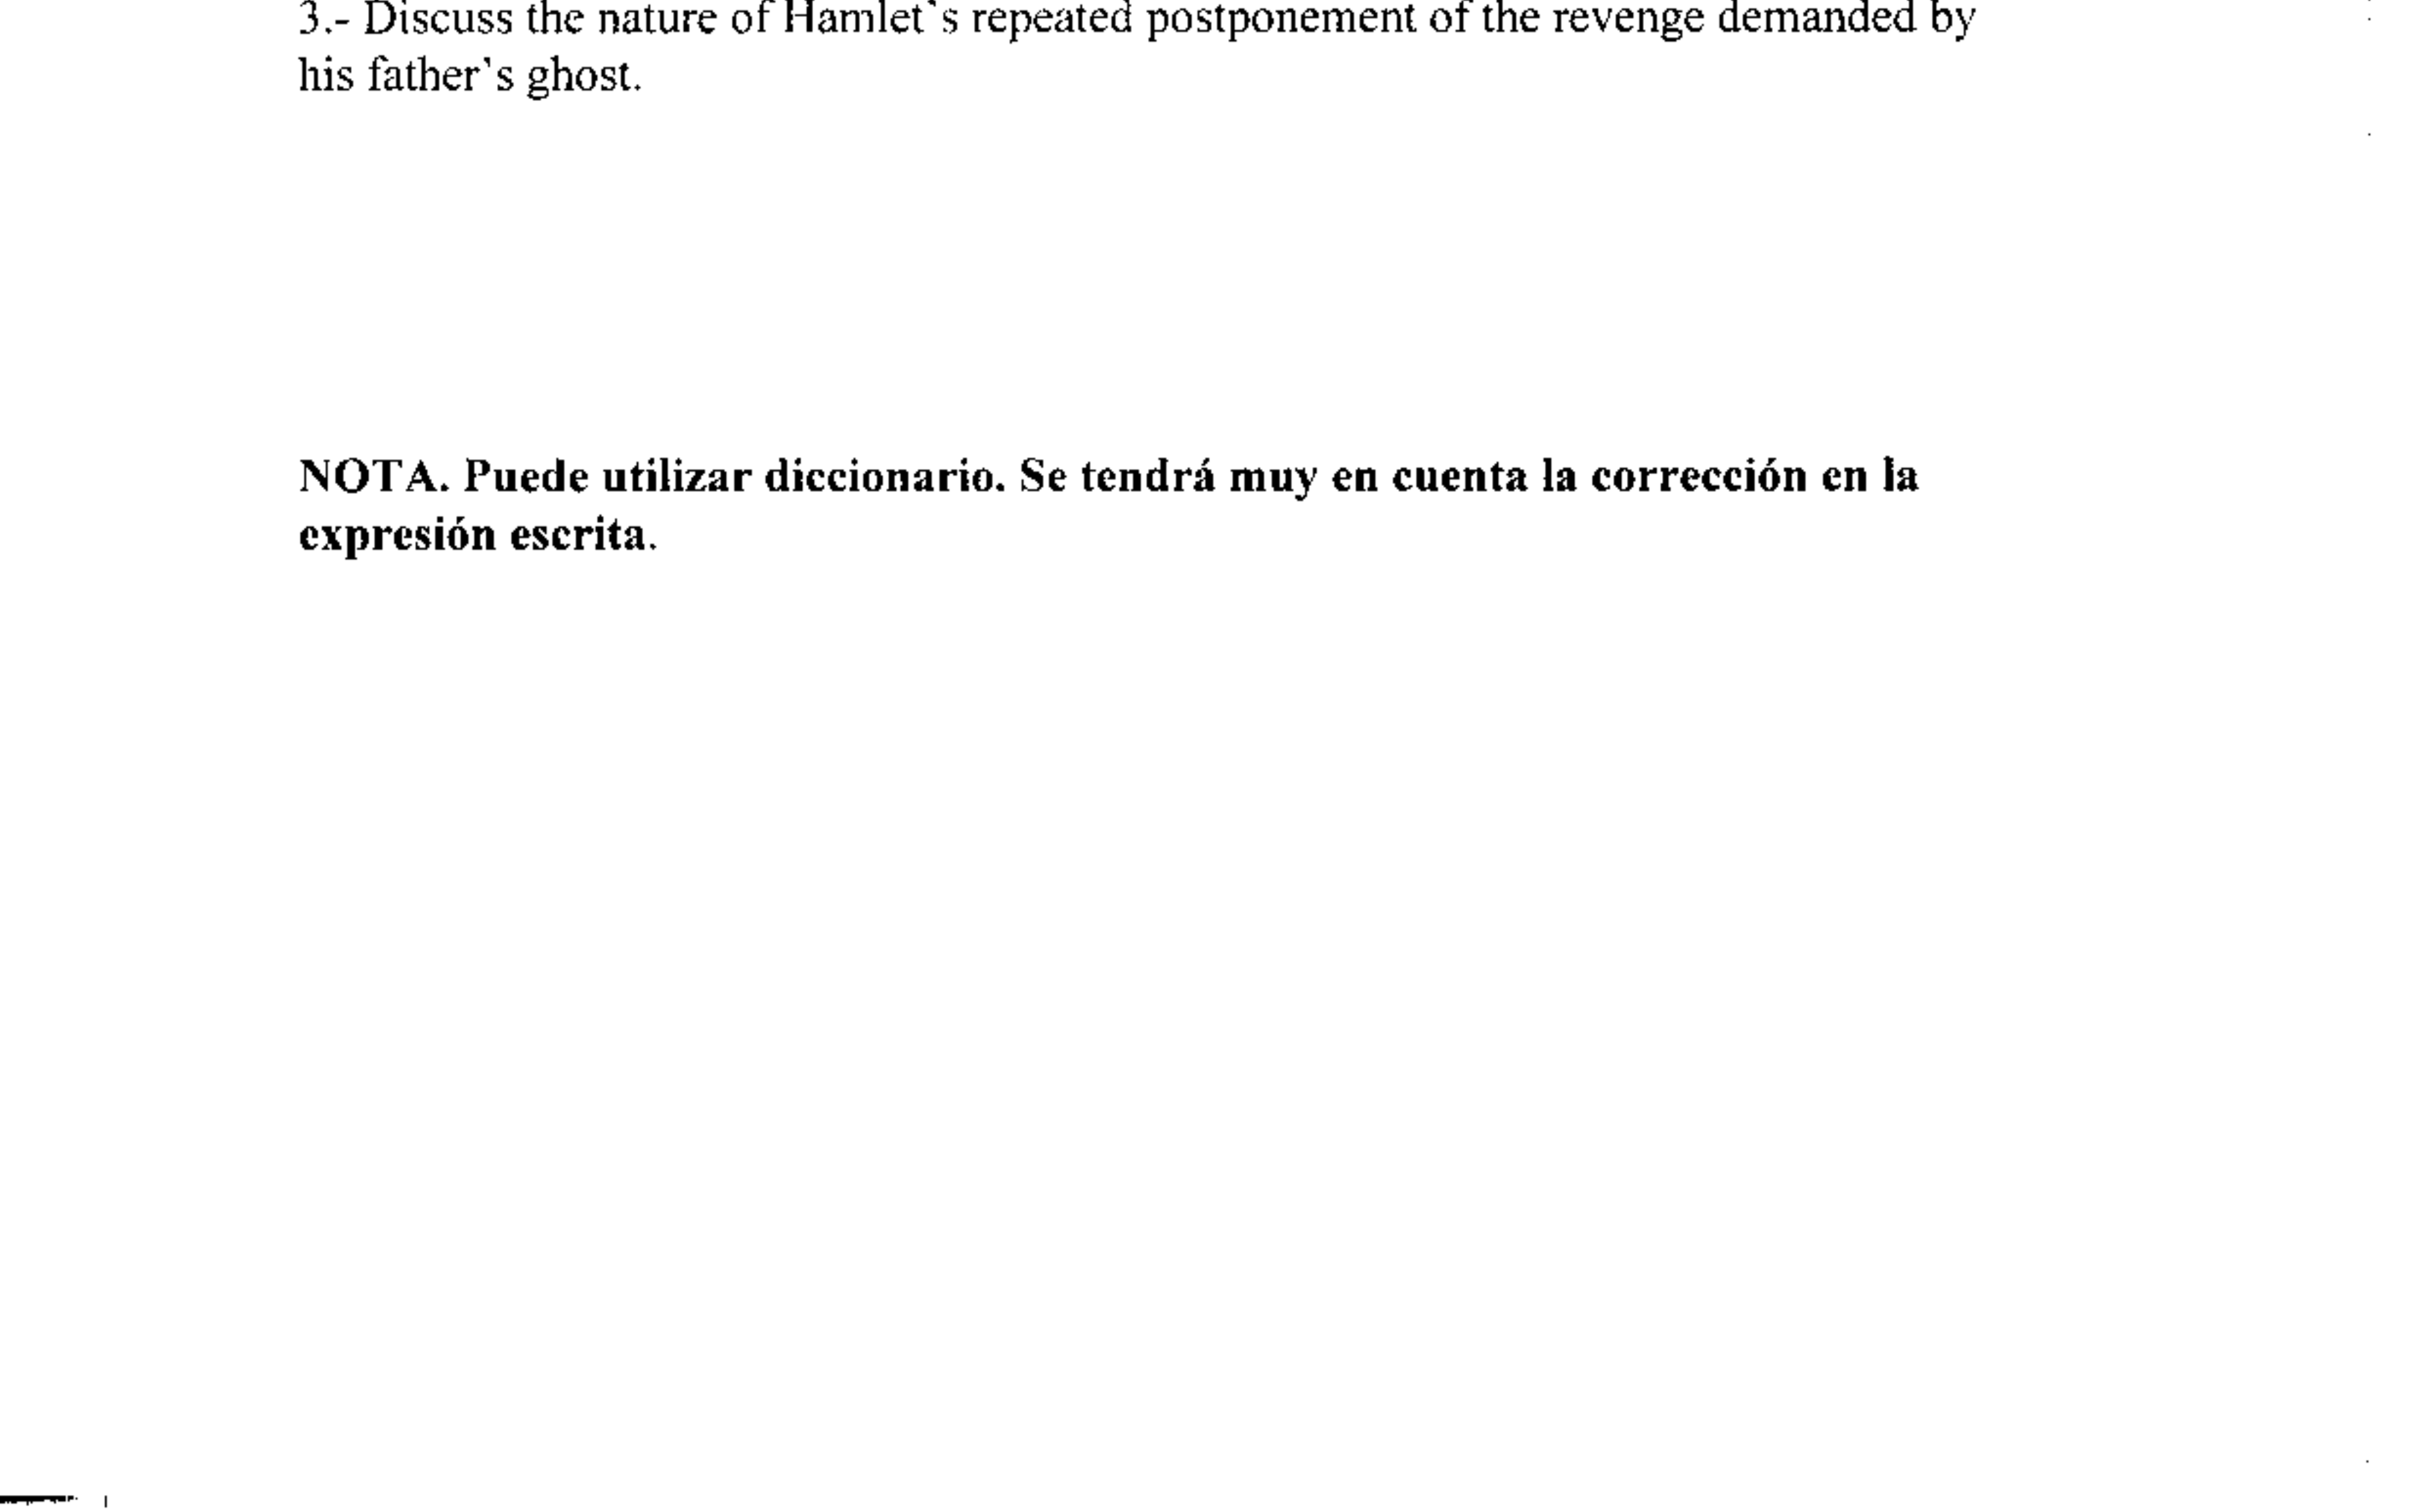 3.- Discuss the nature of Hamlet`s repeated postponement of the revenge demanded by
his father`s ghost.
NOTA. Puede utilizar diccionario. Se tendrá muy en cuenta la corrección en la
expresión escrita.